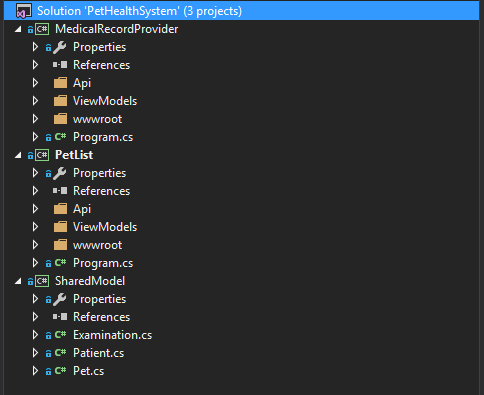 Solution 'PetHealthSystem' (3 projects)
C# MedicalRecordProvider
Properties
References
Api
ViewModels
wwwroot
C# Program.cs
C# PetList
Properties
References
Api
ViewModels
wwwroot
C# Program.cs
C# SharedModel
Properties
References
C# Examination.cs
C# Patient.cs
C# Pet.cs